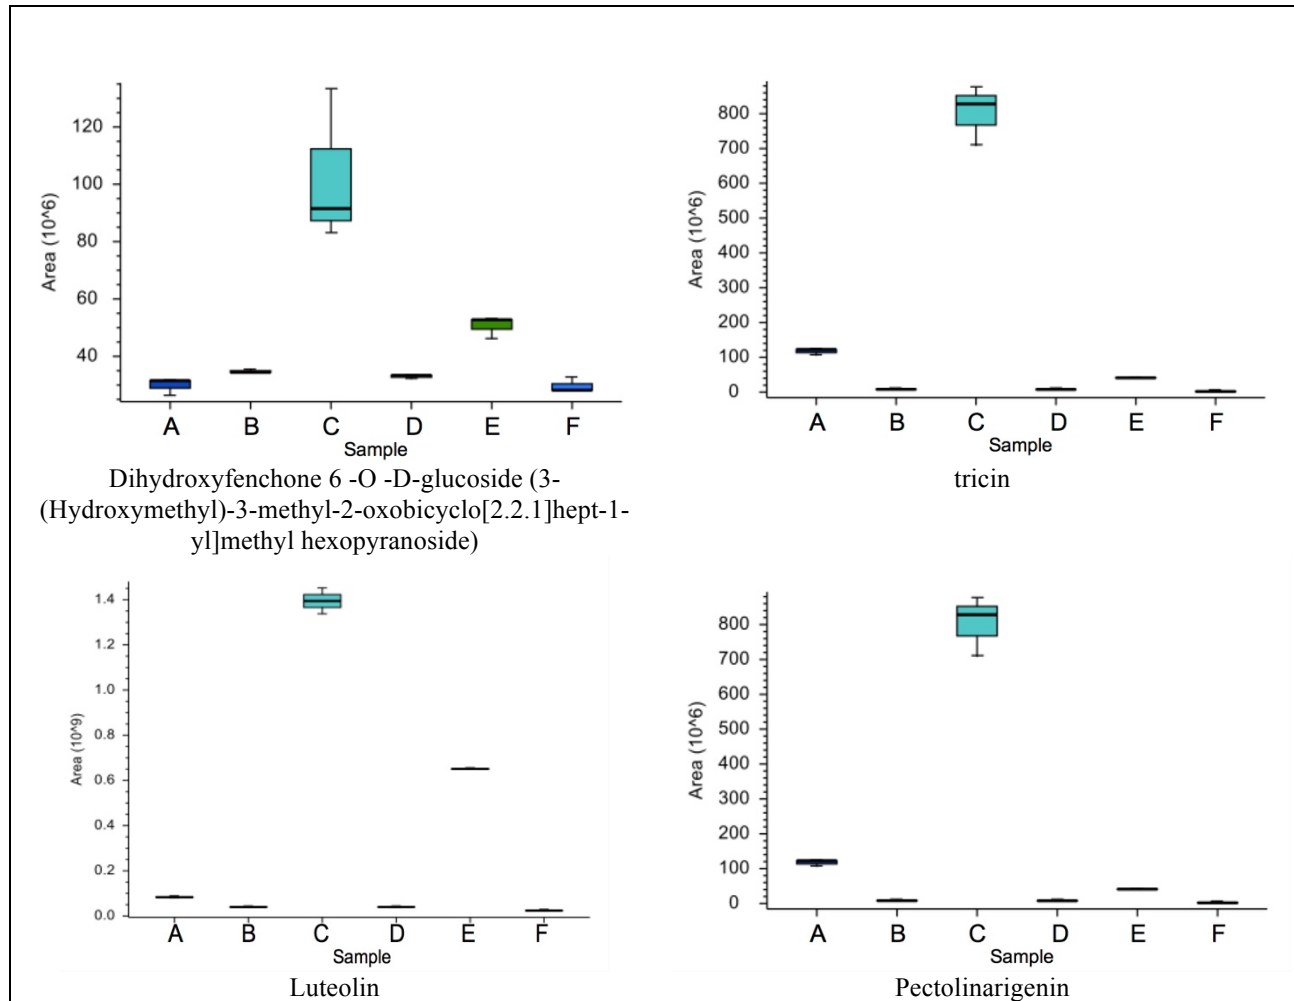 Area (10^6)
120
100
80
60
40
A B C D E F
Sample
Dihydroxyfenchone 6 -O -D-glucoside (3-
(Hydroxymethyl)-3-methyl-2-oxobicyclo[2.2.1]hept-1-
yl]methyl hexopyranoside)
Area (10^6)
800
700
600
500
400
300
200
100
0
A B C D E F
Sample
tricin
Area (10^9)
1.4
1.2
1.0
0.8
0.6
0.4
0.2
0.0
A B C D E F
Sample
Luteolin
Area (10^6)
800
700
600
500
400
300
200
100
0
A B C D E F
Sample
Pectolinarigenin